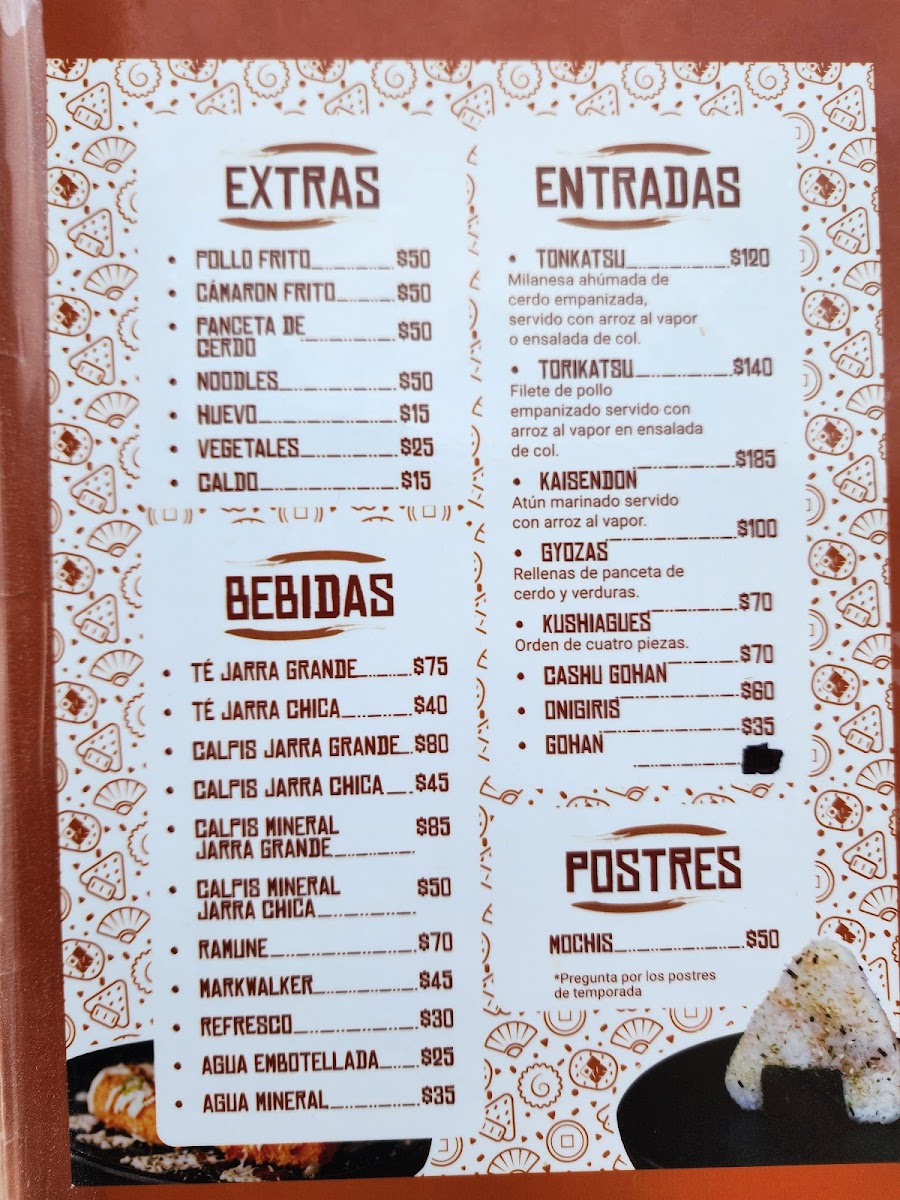 EXTRAS
• POLLO FRITO $50
• CÁMARON FRITO $50
• PANCETA DE
CERDO $50
• NOODLES $50
• HUEVO $15
• VEGETALES $25
• CALDO $15
BEBIDAS
• TÉ JARRA GRANDE $75
• TÉ JARRA CHICA $40
• CALPIS JARRA GRANDE $80
• CALPIS JARRA CHICA $45
• CALPIS MINERAL $85
JARRA GRANDE
• CALPIS MINERAL $50
JARRA CHICA
• RAMUNE $70
• MARKWALKER $45
• REFRESCO $30
• AGUA EMBOTELLADA $25
• AGUA MINERAL $35
ENTRADAS
• TONKATSU $120
Milanesa ahúmada de
cerdo empanizada,
servido con arroz al vapor
o ensalada de col.
• TORIKATSU $140
Filete de pollo
empanizado servido con
arroz al vapor en ensalada
de col.
• KAISENDON $185
Atún marinado servido
con arroz al vapor.
• GYOZAS $100
Rellenas de panceta de
cerdo y verduras.
• KUSHIAGUES $70
Orden de cuatro piezas.
• CASHU GOHAN $70
• ONIGIRIS $60
• GOHAN $35
POSTRES
MOCHIS $50
*Pregunta por los postres
de temporada